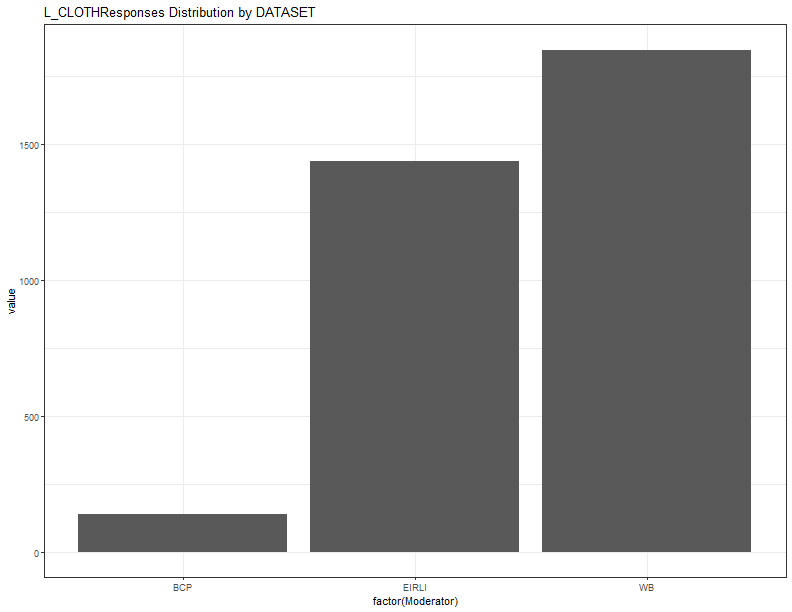 L_CLOTHResponses Distribution by DATASET
value
1500
1000
500
0
BCP
EIRLI
WB
factor(Moderator)